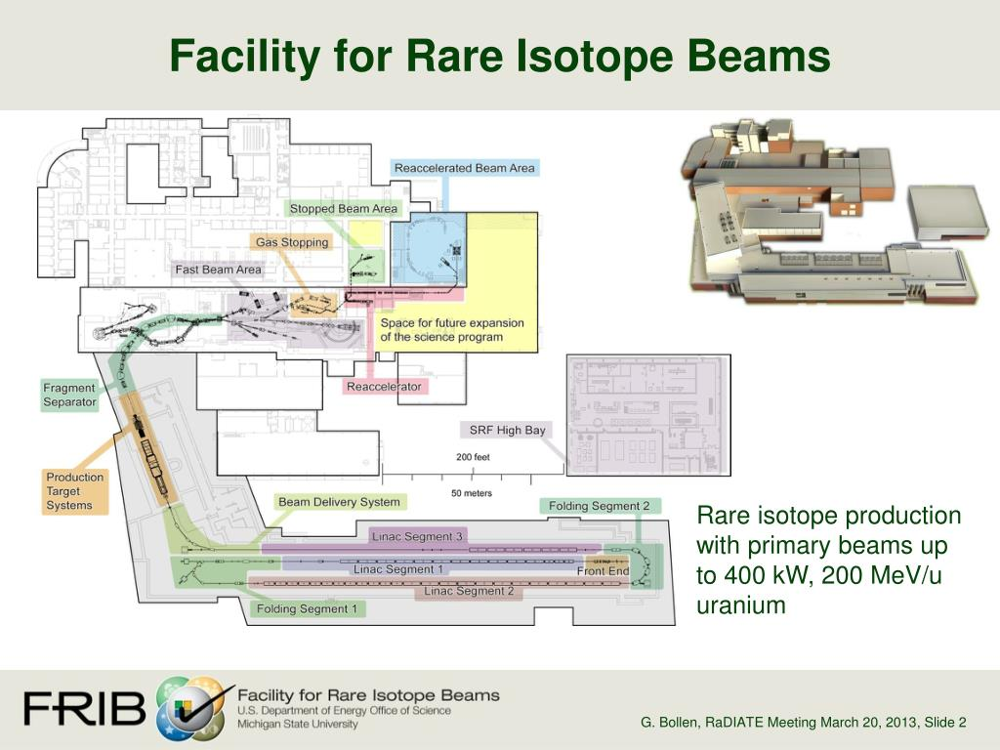 Facility for Rare Isotope Beams
Reaccelerated Beam Area
Stopped Beam Area
Gas Stopping
Fast Beam Area
Space for future expansion
of the science program
Fragment
Separator
Reaccelerator
SRF High Bay
200 feet
50 meters
Production
Target
Systems
Beam Delivery System
Folding Segment 2
Linac Segment 3
Linac Segment 1
Front End
Linac Segment 2
Folding Segment 1
Rare isotope production
with primary beams up
to 400 kW, 200 MeV/u
uranium
FRIB
Facility for Rare Isotope Beams
U.S. Department of Energy Office of Science
Michigan State University
G. Bollen, RaDIATE Meeting March 20, 2013, Slide 2